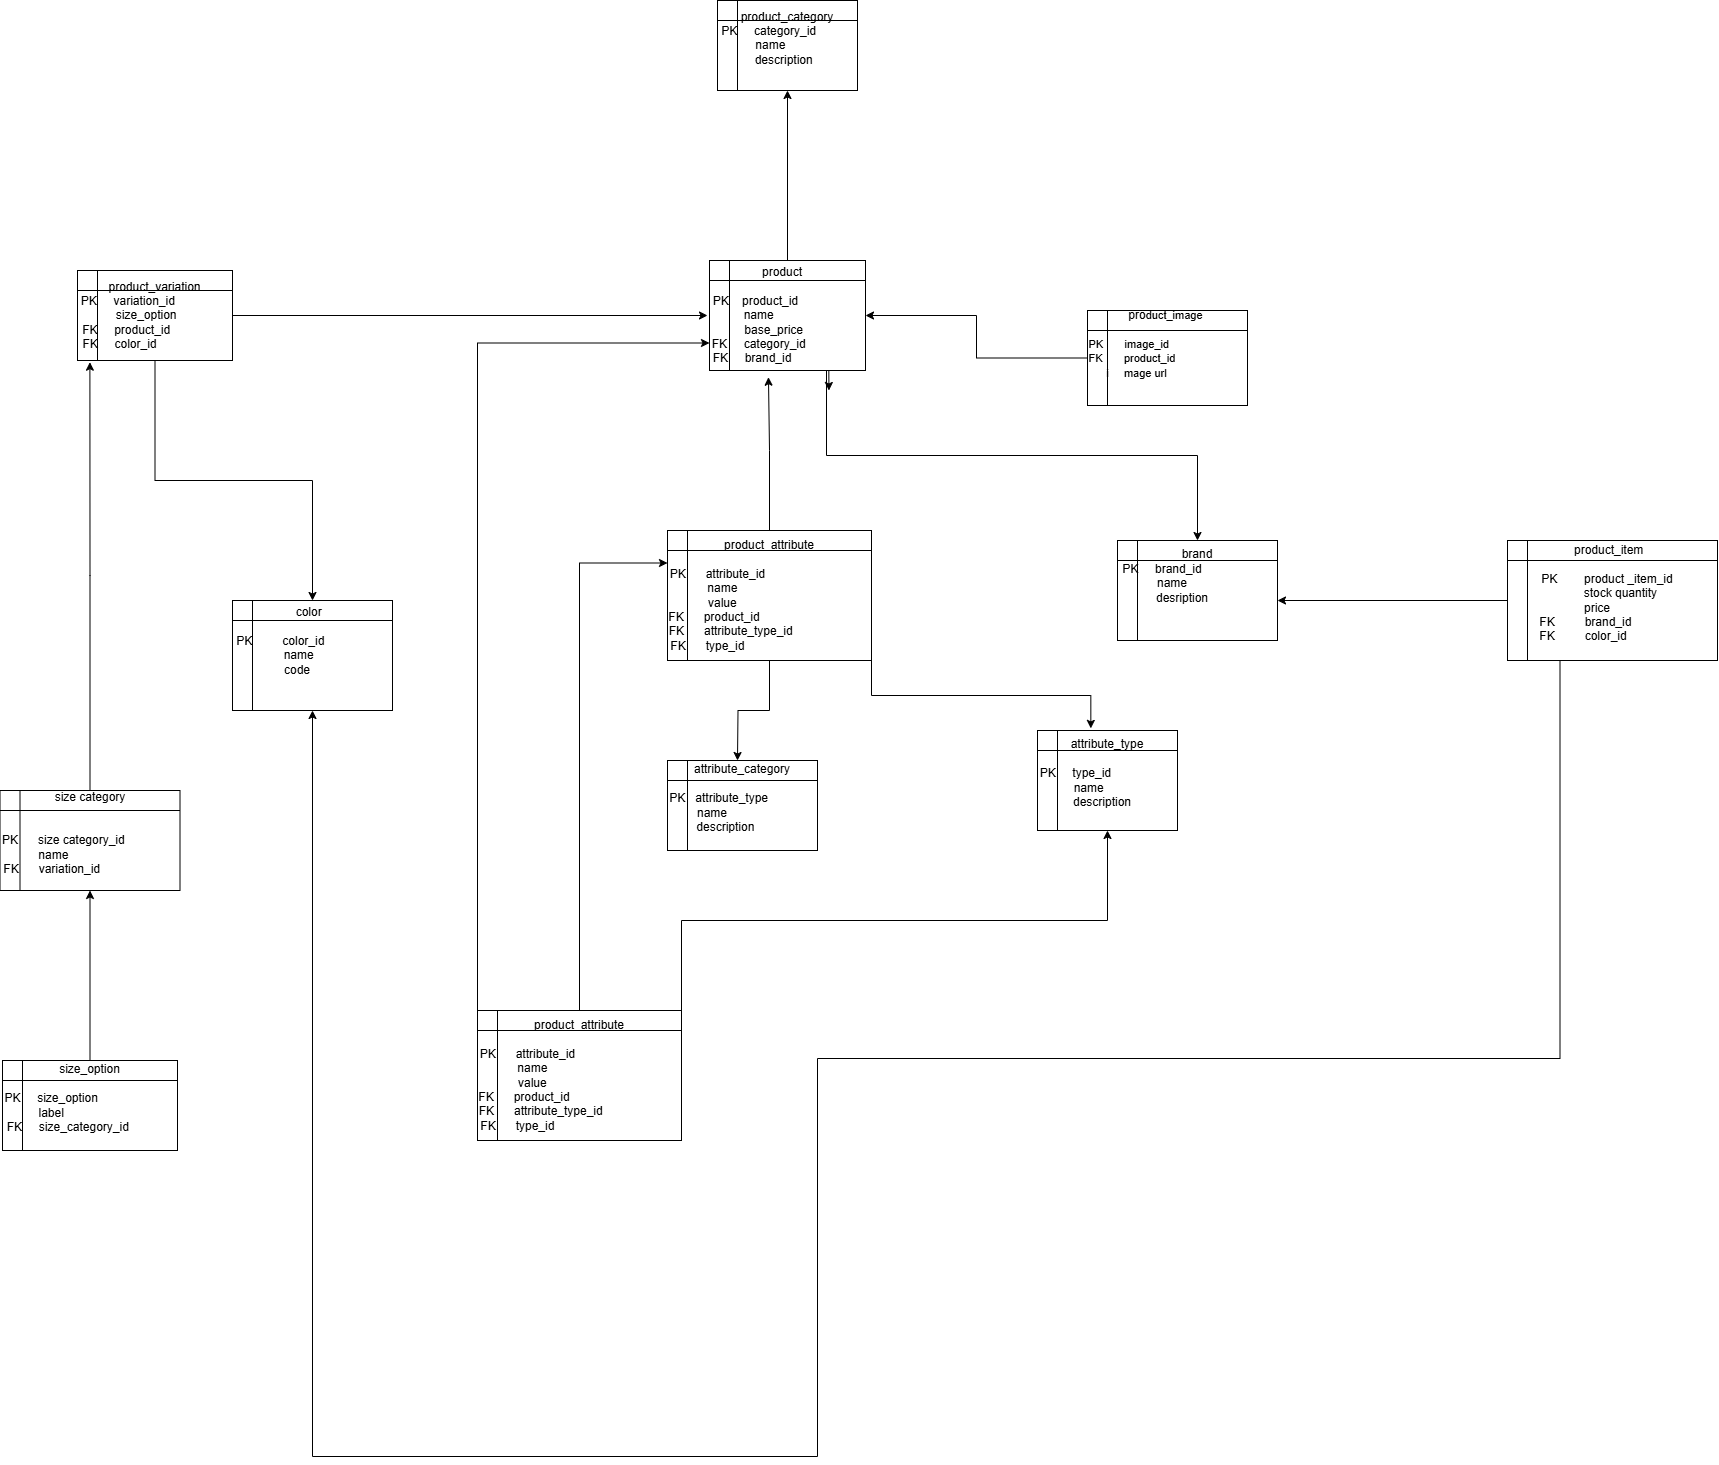 product_category
PK category_id
name
description
product_variation
PK variation_id
size_option
FK product_id
FK color_id
product
PK product_id
name
base_price
FK category_id
FK brand_id
product_image
PK image_id
FK product_id
i mage url
color
PK color_id
name
code
product_attribute
PK attribute_id
name
value
FK product_id
FK attribute_type_id
FK type_id
brand
PK brand_id
name
desription
product_item
PK product _item_id
stock quantity
price
FK brand_id
FK color_id
attribute_category
PK attribute_type
name
description
attribute_type
PK type_id
name
description
size category
PK size category_id
name
FK variation_id
size_option
PK size_option
label
FK size_category_id
product_attribute
PK attribute_id
name
value
FK product_id
FK attribute_type_id
FK type_id